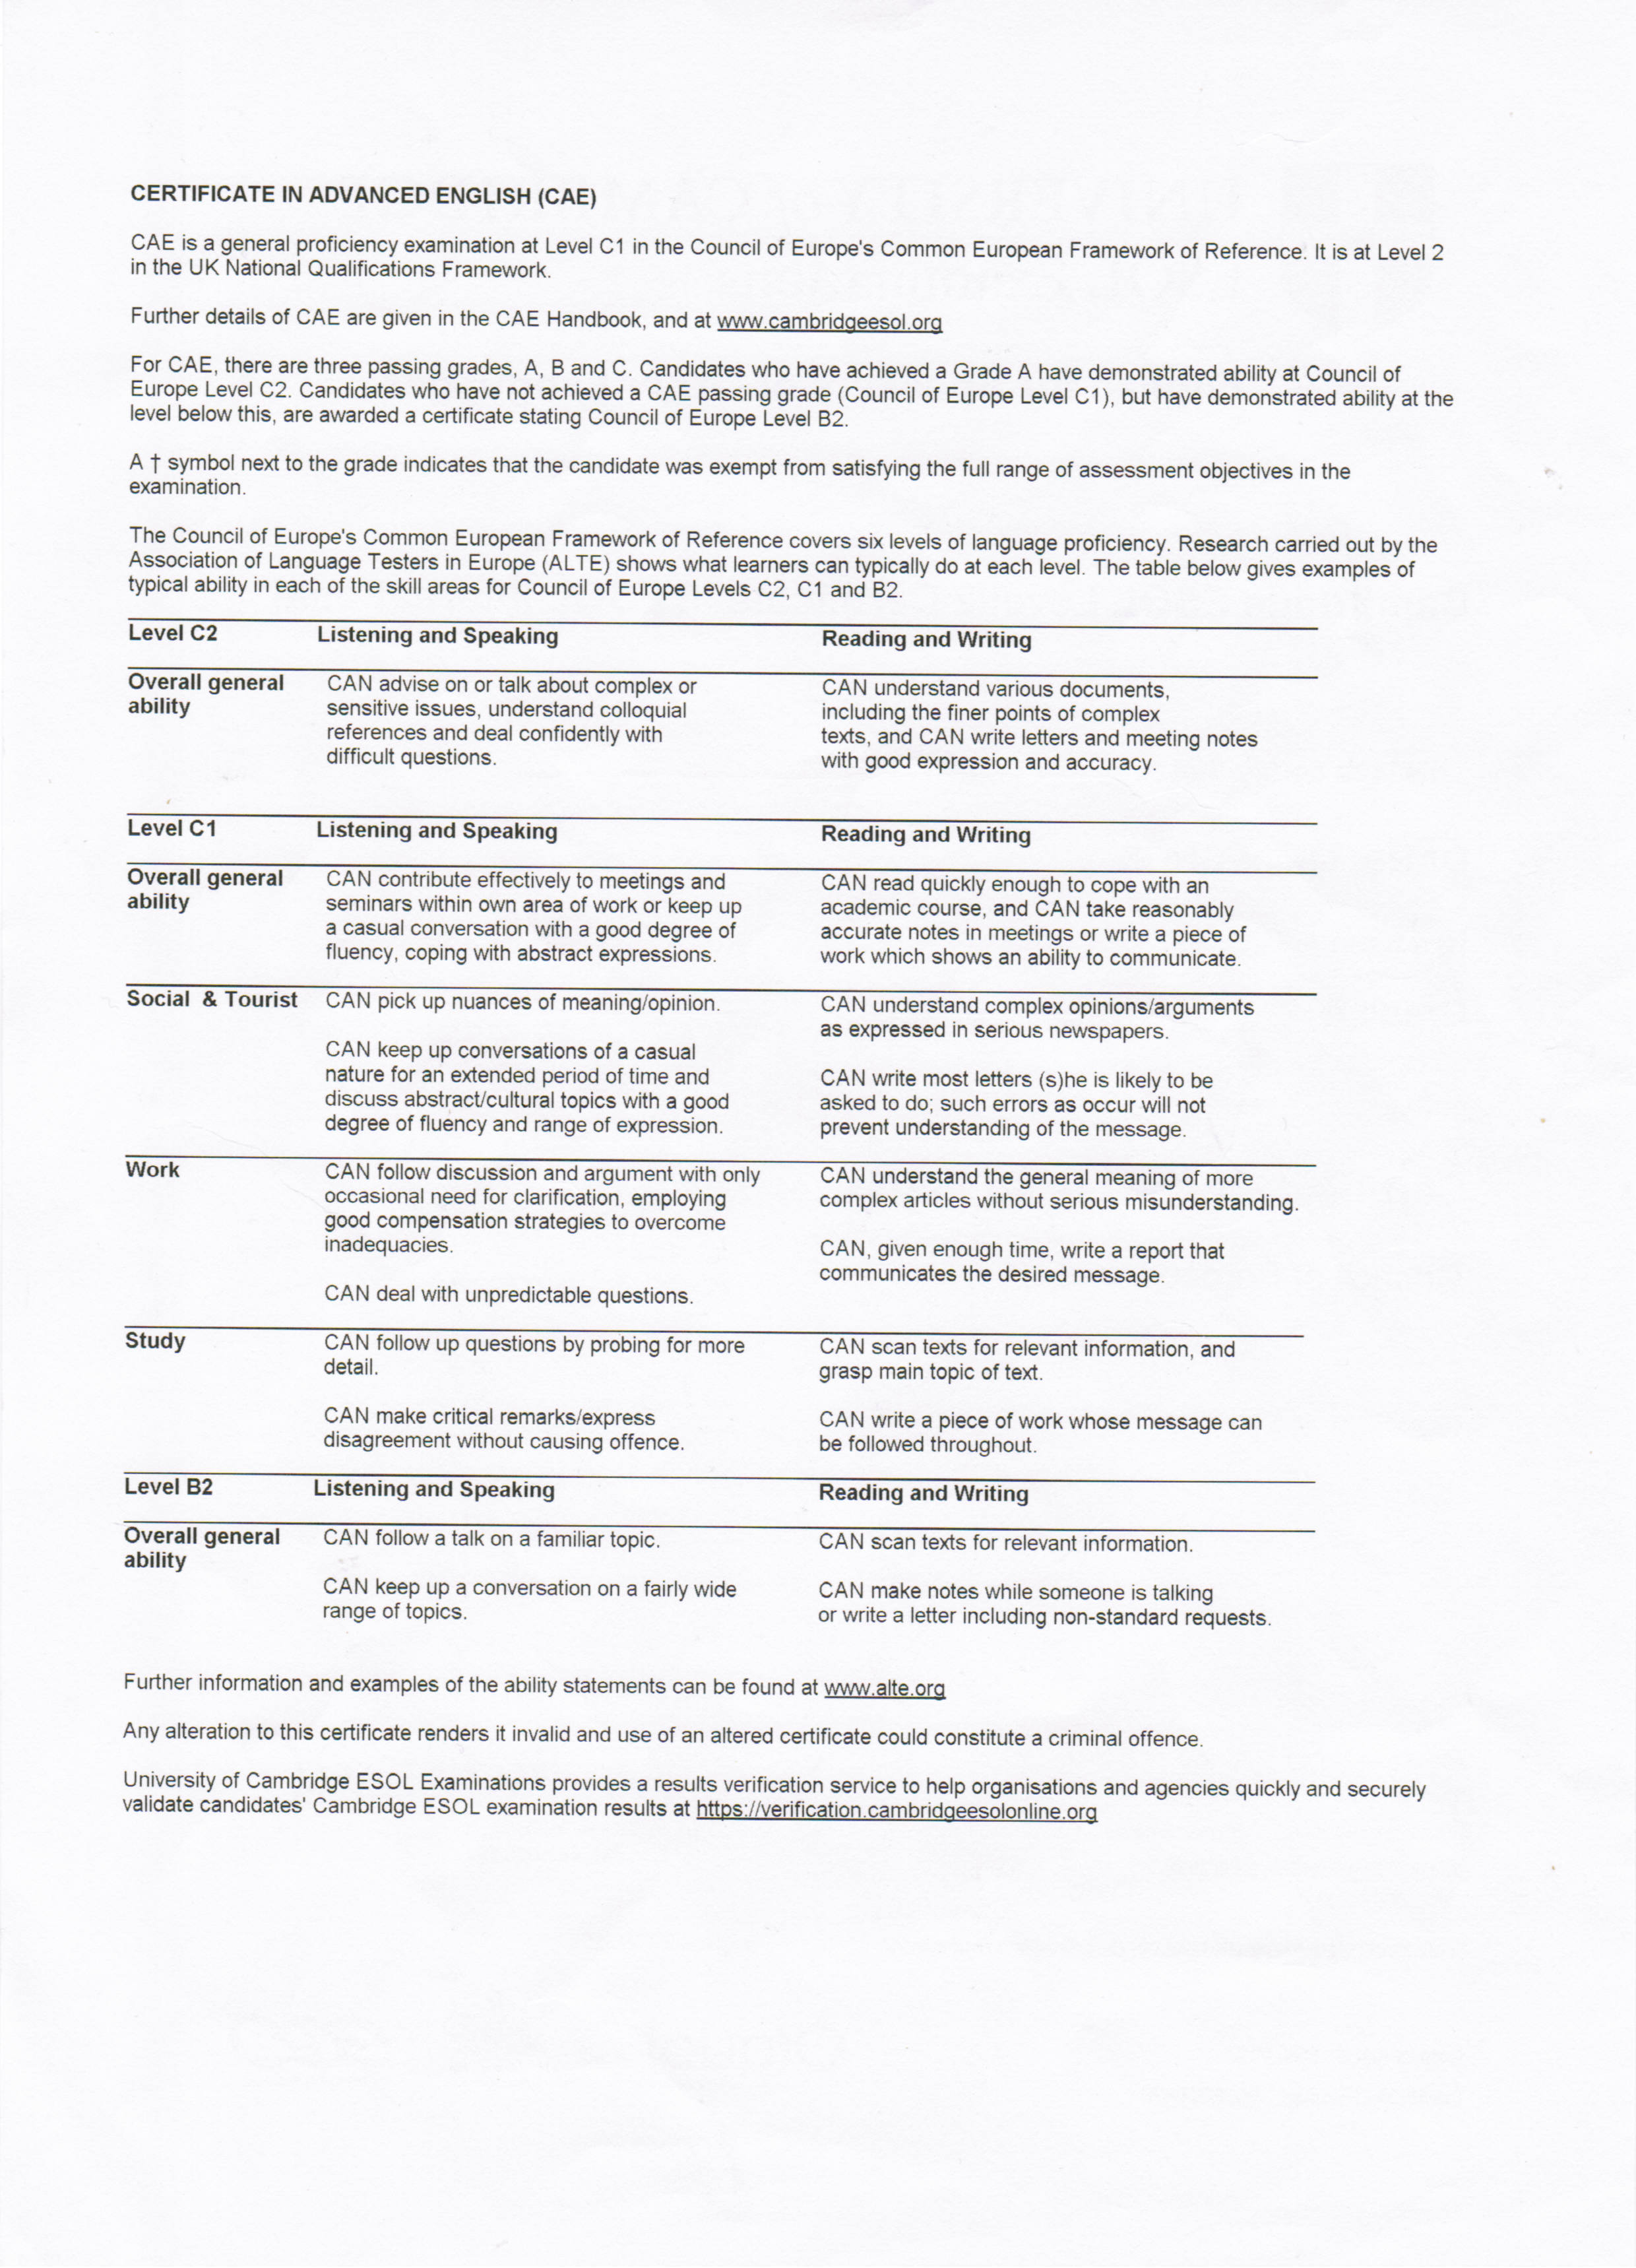 CERTIFICATE IN ADVANCED ENGLISH (CAE)
CAE is a general proficiency examination at Level C1 in the Council of Europe's Common European Framework of Reference. It is at Level 2
in the UK National Qualifications Framework.
Further details of CAE are given in the CAE Handbook, and at www.cambridgeesol.org
For CAE, there are three passing grades, A, B and C. Candidates who have achieved a Grade A have demonstrated ability at Council of
Europe Level C2. Candidates who have not achieved a CAE passing grade (Council of Europe Level C1), but have demonstrated ability at the
level below this, are awarded a certificate stating Council of Europe Level B2.
A † symbol next to the grade indicates that the candidate was exempt from satisfying the full range of assessment objectives in the
examination.
The Council of Europe's Common European Framework of Reference covers six levels of language proficiency. Research carried out by the
Association of Language Testers in Europe (ALTE) shows what learners can typically do at each level. The table below gives examples of
typical ability in each of the skill areas for Council of Europe Levels C2, C1 and B2.
Level C2 Listening and Speaking Reading and Writing
Overall general CAN advise on or talk about complex or CAN understand various documents,
ability sensitive issues, understand colloquial including the finer points of complex
references and deal confidently with texts, and CAN write letters and meeting notes
difficult questions. with good expression and accuracy.
Level C1 Listening and Speaking Reading and Writing
Overall general CAN contribute effectively to meetings and CAN read quickly enough to cope with an
ability seminars within own area of work or keep up academic course, and CAN take reasonably
a casual conversation with a good degree of accurate notes in meetings or write a piece of
fluency, coping with abstract expressions. work which shows an ability to communicate.
Social & Tourist CAN pick up nuances of meaning/opinion. CAN understand complex opinions/arguments
as expressed in serious newspapers.
CAN keep up conversations of a casual
nature for an extended period of time and CAN write most letters (s)he is likely to be
discuss abstract/cultural topics with a good asked to do; such errors as occur will not
degree of fluency and range of expression. prevent understanding of the message.
Work CAN follow discussion and argument with only CAN understand the general meaning of more
occasional need for clarification, employing complex articles without serious misunderstanding.
good compensation strategies to overcome
inadequacies. CAN, given enough time, write a report that
communicates the desired message.
CAN deal with unpredictable questions.
Study CAN follow up questions by probing for more CAN scan texts for relevant information, and
detail. grasp main topic of text.
CAN make critical remarks/express CAN write a piece of work whose message can
disagreement without causing offence. be followed throughout.
Level B2 Listening and Speaking Reading and Writing
Overall general CAN follow a talk on a familiar topic. CAN scan texts for relevant information.
ability
CAN keep up a conversation on a fairly wide CAN make notes while someone is talking
range of topics. or write a letter including non-standard requests.
Further information and examples of the ability statements can be found at www.alte.org
Any alteration to this certificate renders it invalid and use of an altered certificate could constitute a criminal offence.
University of Cambridge ESOL Examinations provides a results verification service to help organisations and agencies quickly and securely
validate candidates' Cambridge ESOL examination results at https://verification.cambridgeesolonline.org